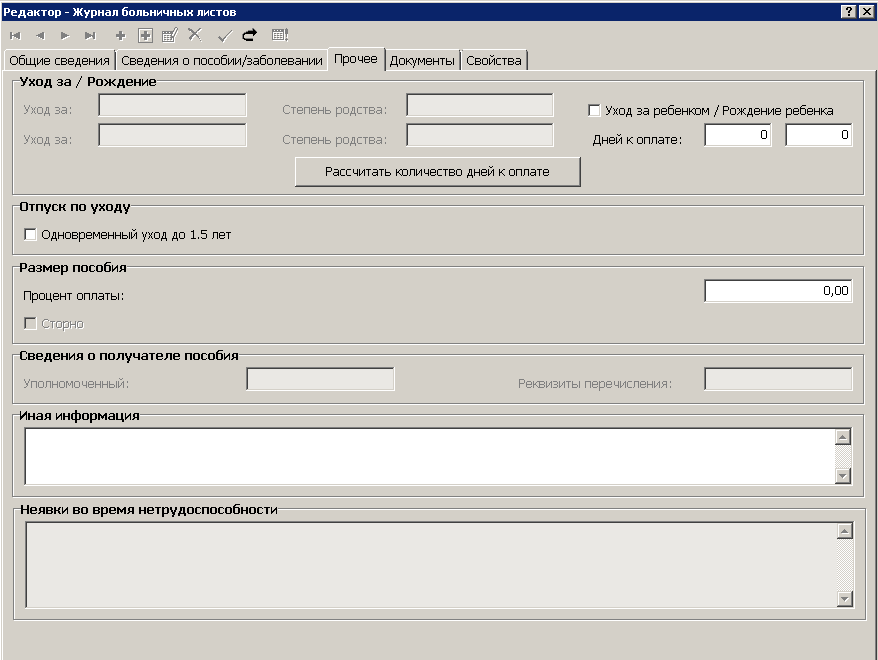 Редактор - Журнал больничных листов
Общие сведения Сведения о пособии/заболевании Прочее Документы Свойства
Уход за / Рождение
Уход за: Степень родства: Уход за ребенком / Рождение ребенка
Уход за: Степень родства: Дней к оплате: 0 0
Рассчитать количество дней к оплате
Отпуск по уходу
Одновременный уход до 1.5 лет
Размер пособия
Процент оплаты: 0,00
Сторно
Сведения о получателе пособия
Уполномоченный: Реквизиты перечисления:
Иная информация
Неявки во время нетрудоспособности